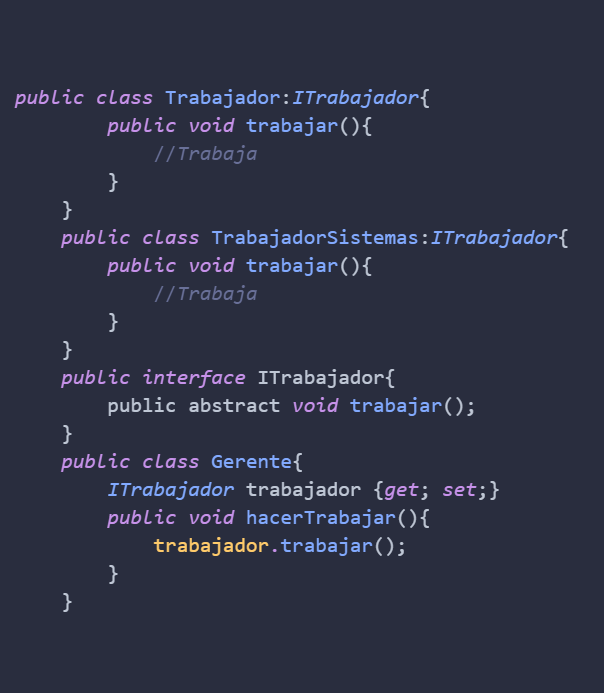 public class Trabajador:ITrabajador{
        public void trabajar(){
            //Trabaja
        }
    }
    public class TrabajadorSistemas:ITrabajador{
        public void trabajar(){
            //Trabaja
        }
    }
    public interface ITrabajador{
        public abstract void trabajar();
    }
    public class Gerente{
        ITrabajador trabajador {get; set;}
        public void hacerTrabajar(){
            trabajador.trabajar();
        }
    }